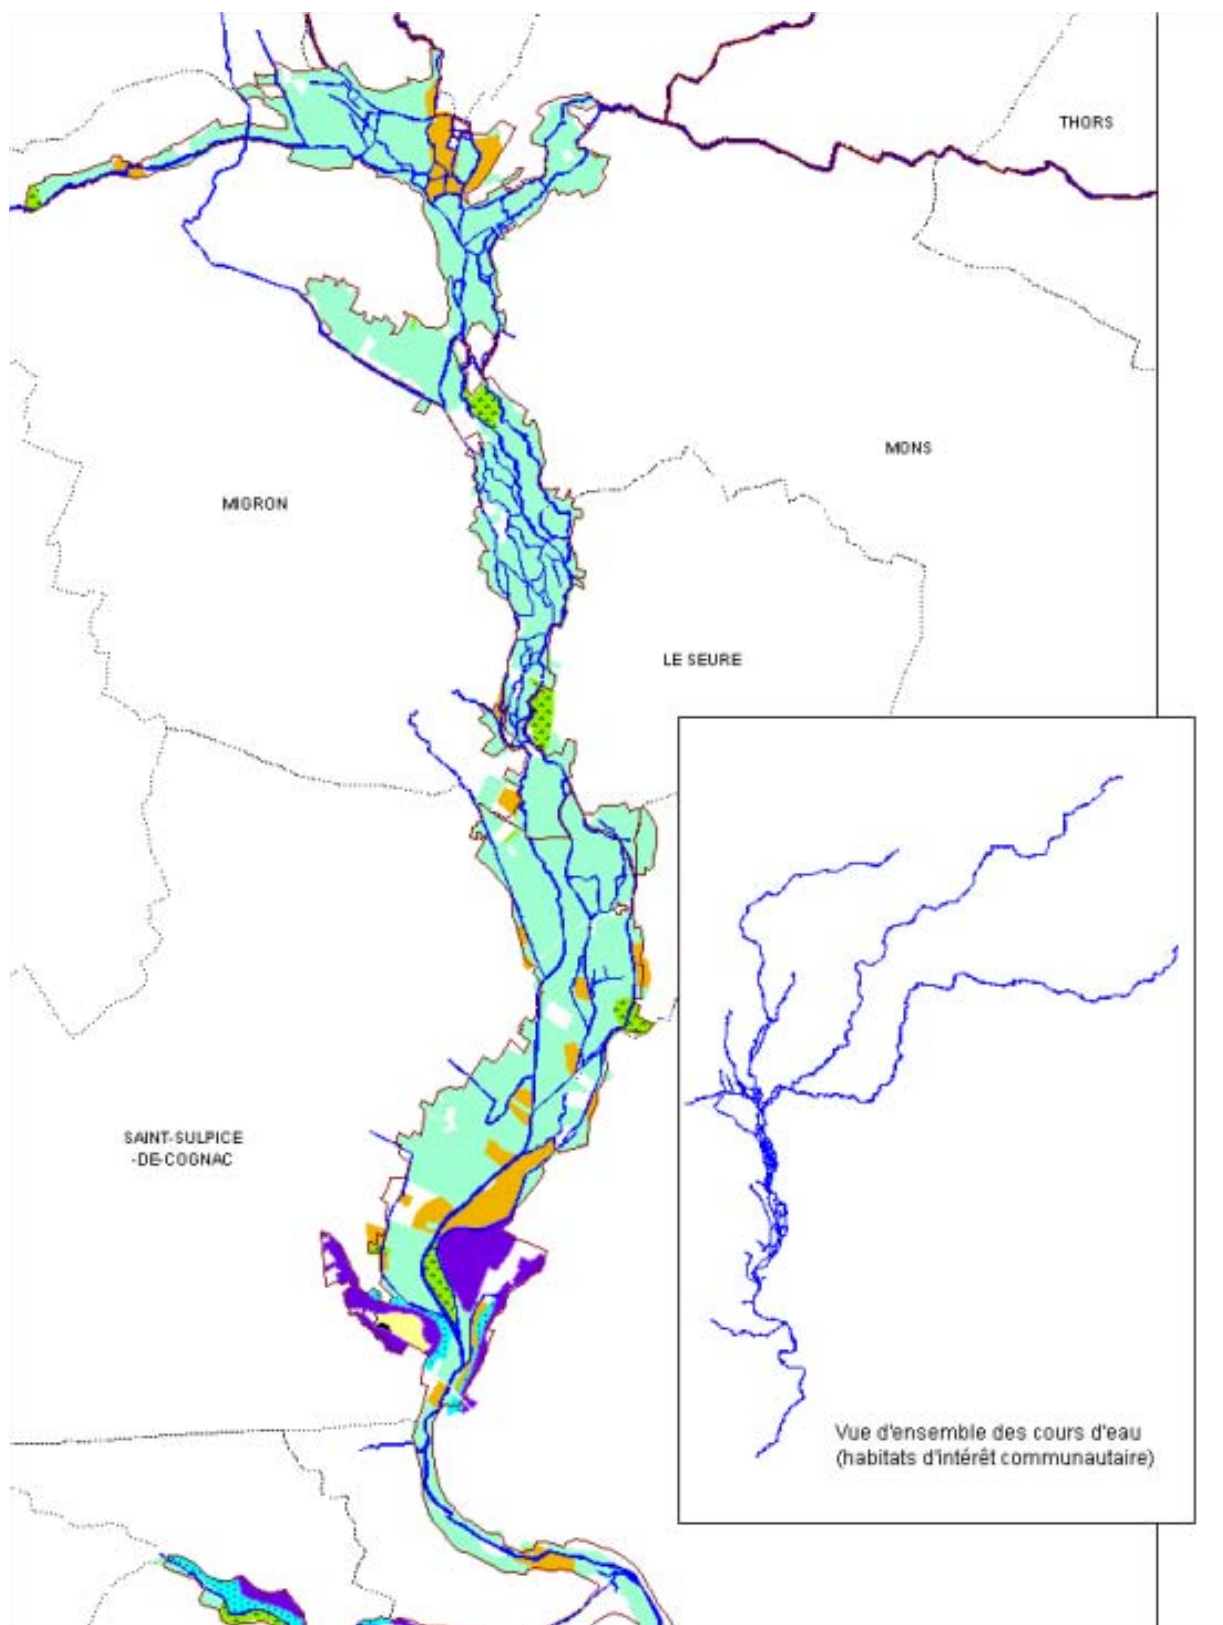 THORS
MONS
MIGRON
LE SEURE
SAINT-SULPICE
-DE-COGNAC
Vue d'ensemble des cours d'eau
(habitats d'intérêt communautaire)